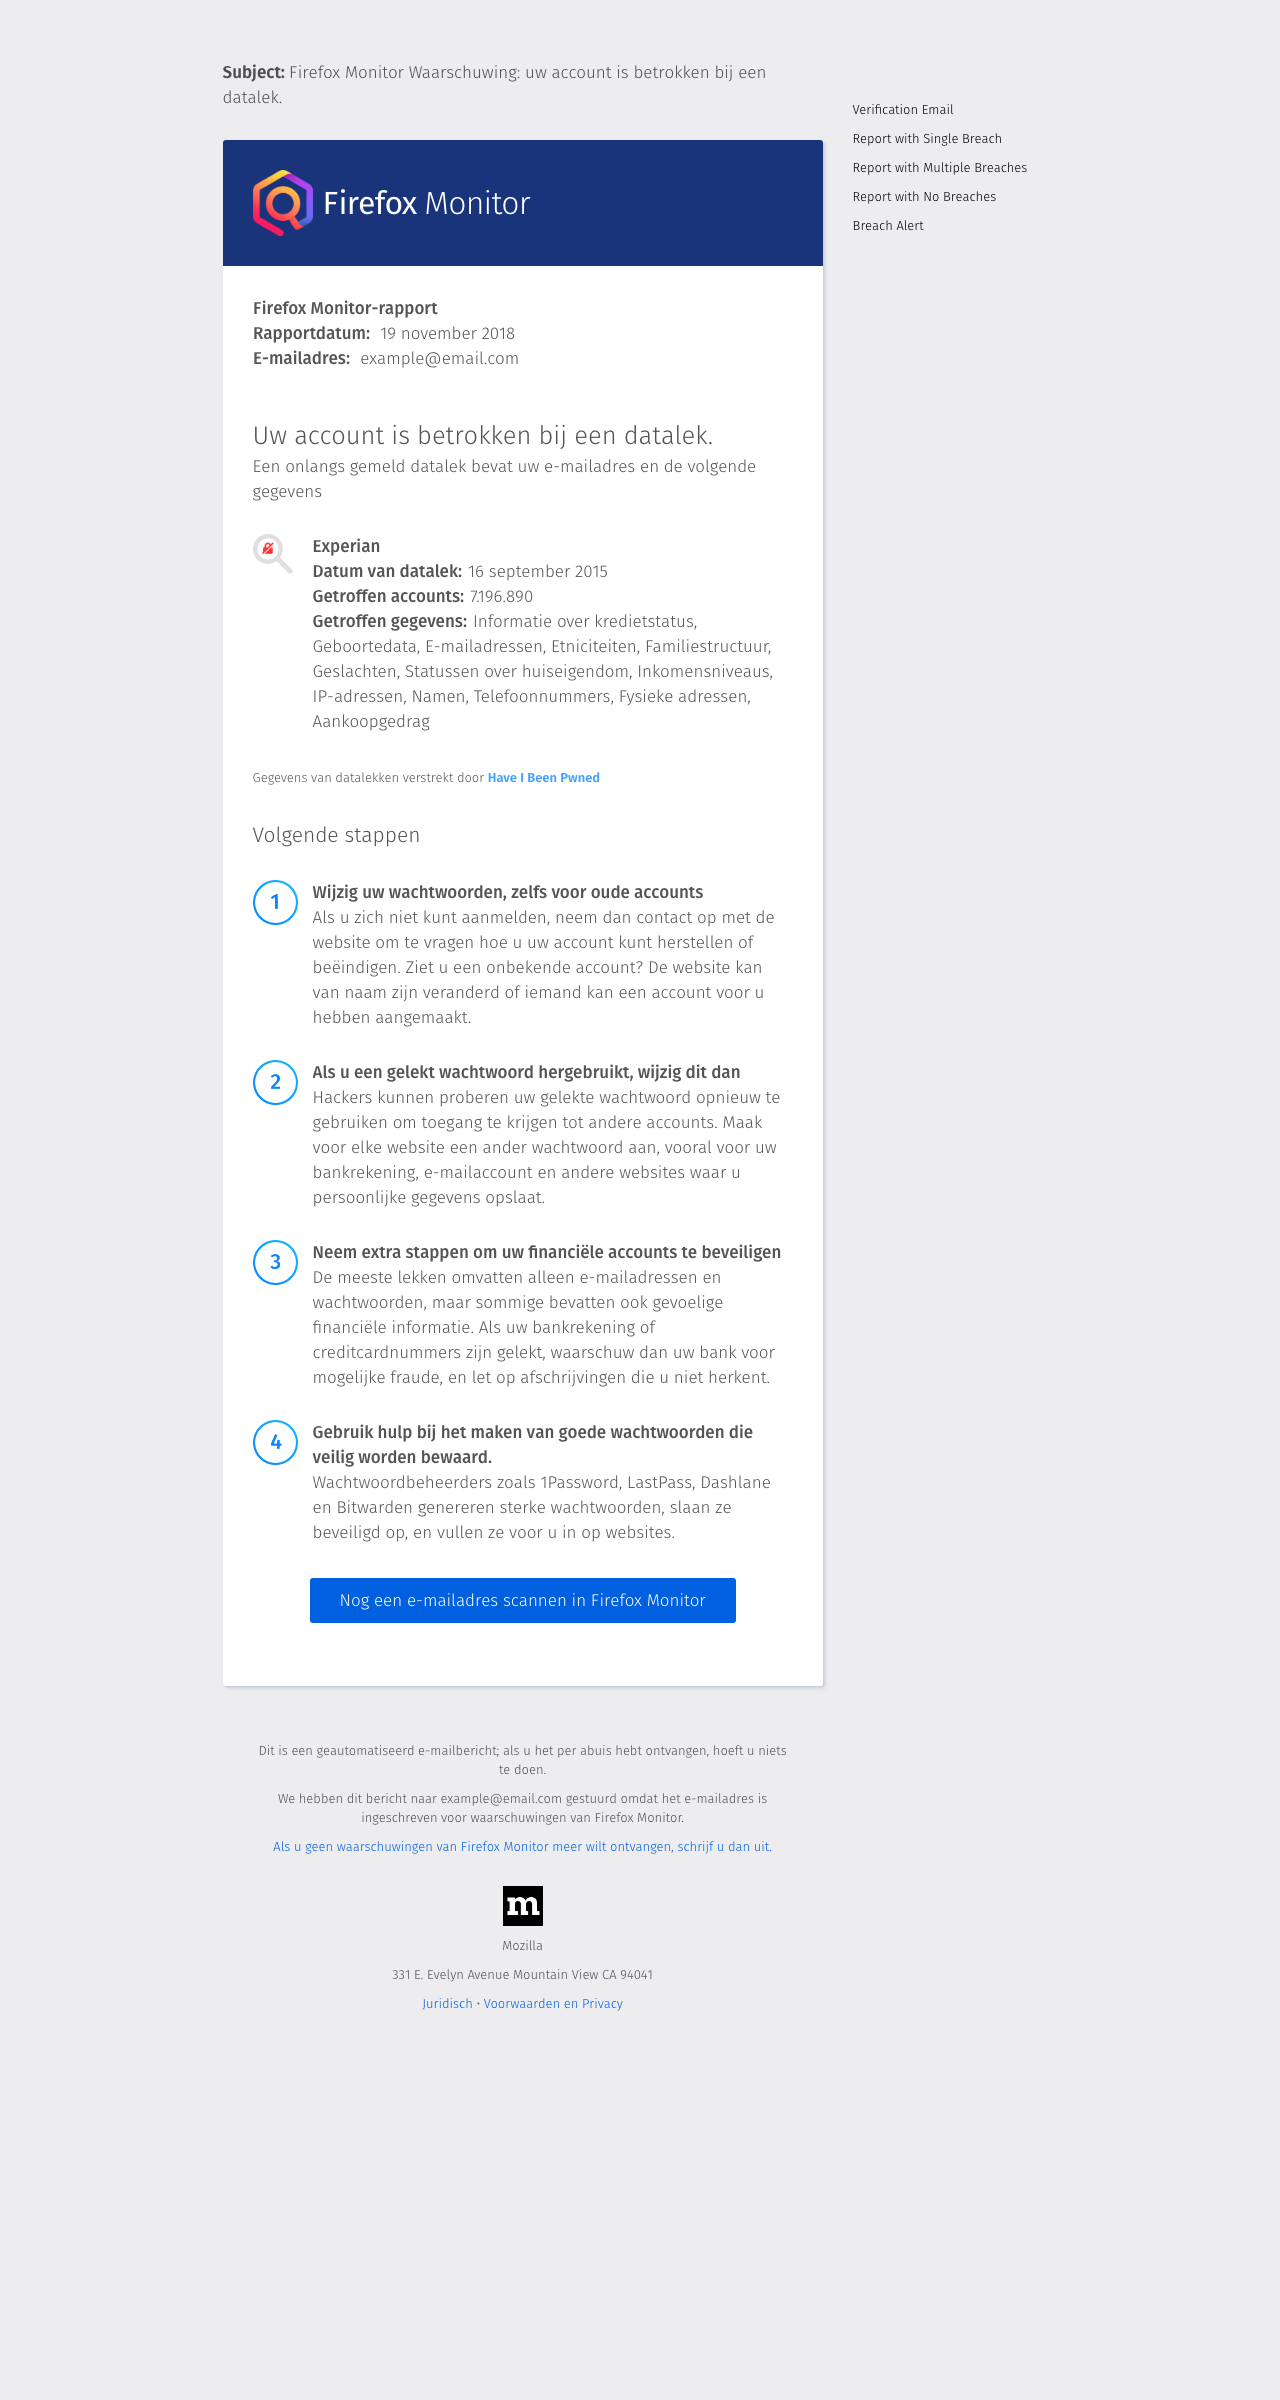 Subject: Firefox Monitor Waarschuwing: uw account is betrokken bij een
datalek.
Verification Email
Report with Single Breach
Report with Multiple Breaches
Report with No Breaches
Breach Alert
Firefox Monitor
Firefox Monitor-rapport
Rapportdatum: 19 november 2018
E-mailadres: example@email.com
Uw account is betrokken bij een datalek.
Een onlangs gemeld datalek bevat uw e-mailadres en de volgende
gegevens
Experian
Datum van datalek: 16 september 2015
Getroffen accounts: 7.196.890
Getroffen gegevens: Informatie over kredietstatus,
Geboortedata, E-mailadressen, Etniciteiten, Familiestructuur,
Geslachten, Statussen over huiseigendom, Inkomensniveaus,
IP-adressen, Namen, Telefoonnummers, Fysieke adressen,
Aankoopgedrag
Gegevens van datalekken verstrekt door Have I Been Pwned
Volgende stappen
1
Wijzig uw wachtwoorden, zelfs voor oude accounts
Als u zich niet kunt aanmelden, neem dan contact op met de
website om te vragen hoe u uw account kunt herstellen of
beëindigen. Ziet u een onbekende account? De website kan
van naam zijn veranderd of iemand kan een account voor u
hebben aangemaakt.
2
Als u een gelekt wachtwoord hergebruikt, wijzig dit dan
Hackers kunnen proberen uw gelekte wachtwoord opnieuw te
gebruiken om toegang te krijgen tot andere accounts. Maak
voor elke website een ander wachtwoord aan, vooral voor uw
bankrekening, e-mailaccount en andere websites waar u
persoonlijke gegevens opslaat.
3
Neem extra stappen om uw financiële accounts te beveiligen
De meeste lekken omvatten alleen e-mailadressen en
wachtwoorden, maar sommige bevatten ook gevoelige
financiële informatie. Als uw bankrekening of
creditcardnummers zijn gelekt, waarschuw dan uw bank voor
mogelijke fraude, en let op afschrijvingen die u niet herkent.
4
Gebruik hulp bij het maken van goede wachtwoorden die
veilig worden bewaard.
Wachtwoordbeheerders zoals 1Password, LastPass, Dashlane
en Bitwarden genereren sterke wachtwoorden, slaan ze
beveiligd op, en vullen ze voor u in op websites.
Nog een e-mailadres scannen in Firefox Monitor
Dit is een geautomatiseerd e-mailbericht; als u het per abuis hebt ontvangen, hoeft u niets
te doen.
We hebben dit bericht naar example@email.com gestuurd omdat het e-mailadres is
ingeschreven voor waarschuwingen van Firefox Monitor.
Als u geen waarschuwingen van Firefox Monitor meer wilt ontvangen, schrijf u dan uit.
m
Mozilla
331 E. Evelyn Avenue Mountain View CA 94041
Juridisch · Voorwaarden en Privacy